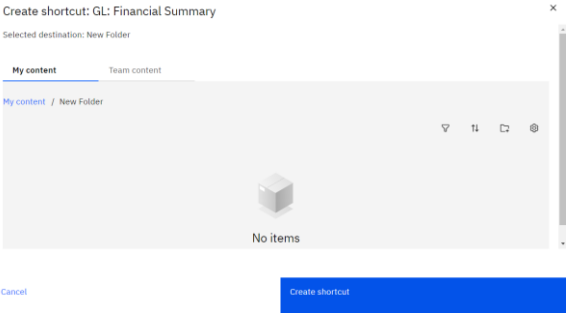 Create shortcut: GL: Financial Summary
Selected destination: New Folder
My content Team content
My content / New Folder
No items
Cancel Create shortcut